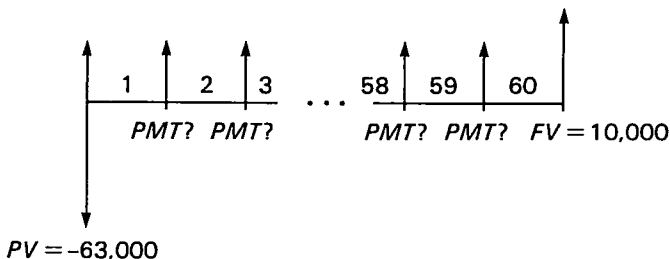 1 2 3 ... 58 59 60
PMT? PMT? PMT? PMT? FV = 10,000
PV = -63,000